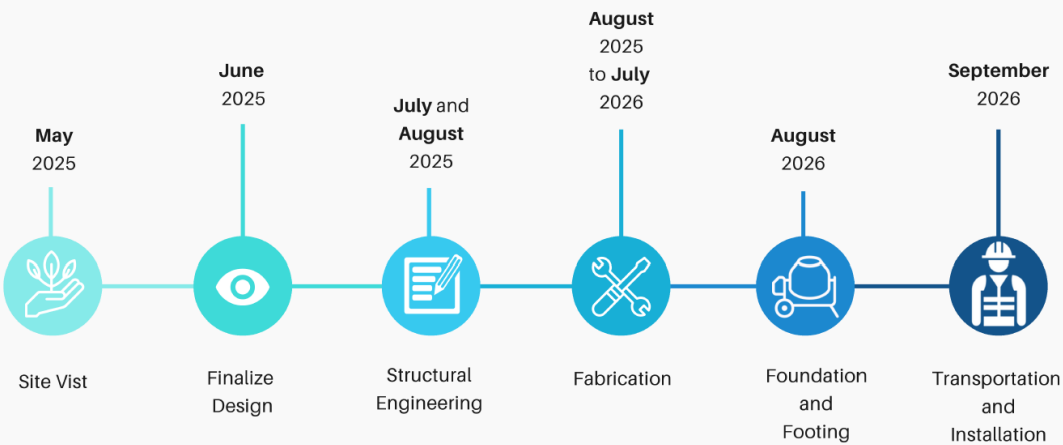 May
2025
Site Vist
June
2025
Finalize
Design
July and
August
2025
Structural
Engineering
August
2025
to July
2026
Fabrication
August
2026
Foundation
and
Footing
September
2026
Transportation
and
Installation